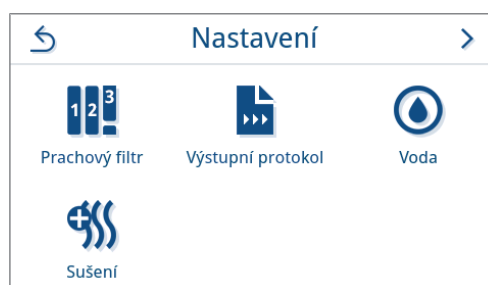 Nastavení
1 2 3
Prachový filtr
Výstupní protokol
Voda
Sušení